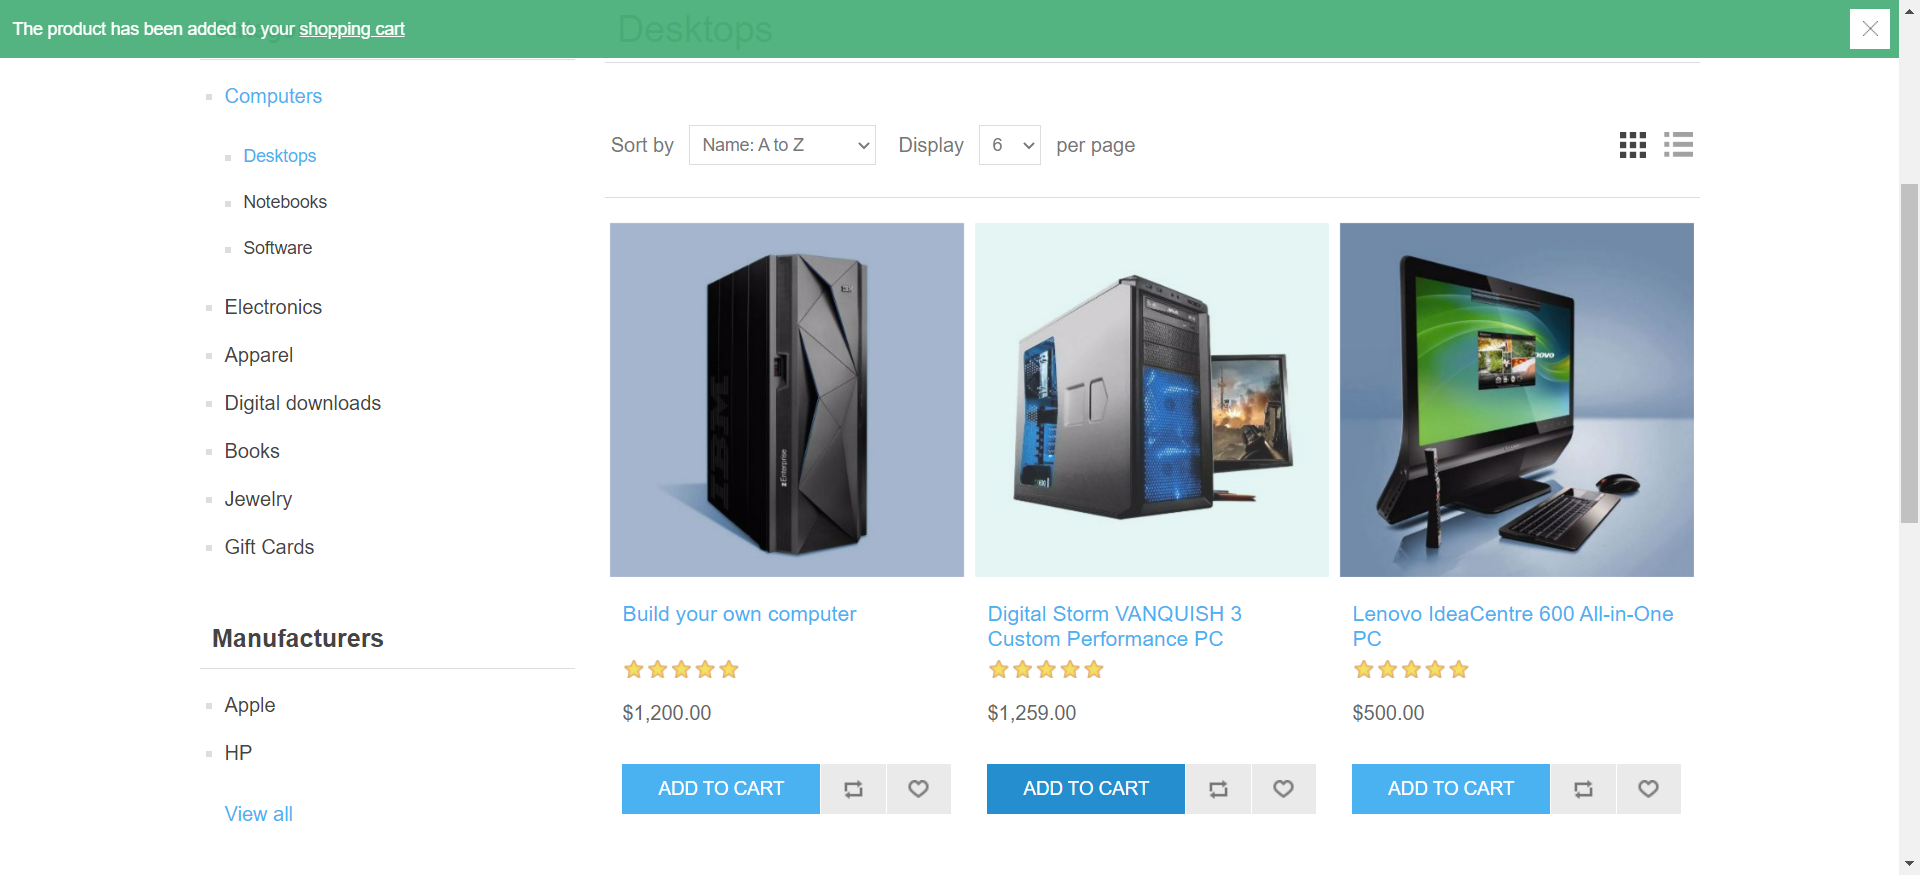 The product has been added to your shopping cart
Desktops
Computers
Desktops
Notebooks
Software
Electronics
Apparel
Digital downloads
Books
Jewelry
Gift Cards
Manufacturers
Apple
HP
View all
Sort by Name: A to Z Display 6 per page
IBM
zEnterprise
Build your own computer
$1,200.00
ADD TO CART
Digital Storm VANQUISH 3
Custom Performance PC
$1,259.00
ADD TO CART
Lenovo IdeaCentre 600 All-in-One
PC
$500.00
ADD TO CART